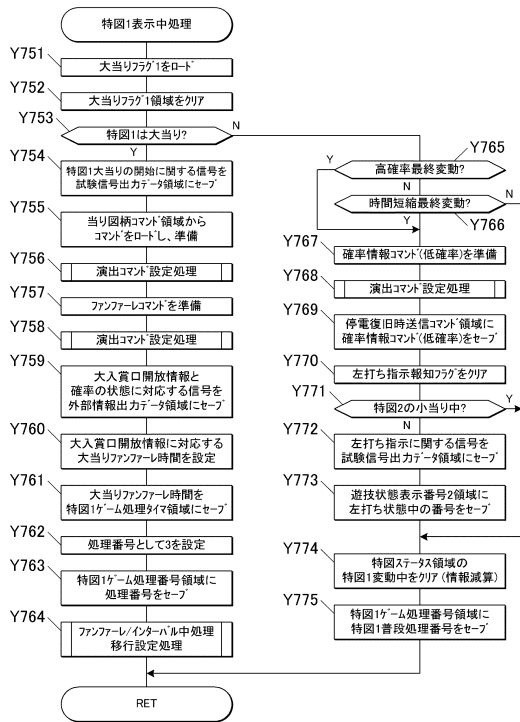 特図1表示中処理
Y751
大当りフラグ1をロード
Y752
大当りフラグ1領域をクリア
Y753
特図1は大当り?
N
Y
Y754
特図1大当りの開始に関する信号を
試験信号出力データ領域にセーブ
Y755
当り図柄コマンド領域から
コマンドをロードし、準備
Y756
演出コマンド設定処理
Y757
ファンファーレコマンドを準備
Y758
演出コマンド設定処理
Y759
大入賞口開放情報と
確率の状態に対応する信号を
外部情報出力データ領域にセーブ
Y760
大入賞口開放情報に対応する
大当りファンファーレ時間を設定
Y761
大当りファンファーレ時間を
特図1ゲーム処理タイマ領域にセーブ
Y762
処理番号として3を設定
Y763
特図1ゲーム処理番号領域に
処理番号をセーブ
Y764
ファンファーレ/インターバル中処理
移行設定処理
RET
Y765
Y
高確率最終変動?
N
時間短縮最終変動?
N
Y
Y766
Y767
確率情報コマンド(低確率)を準備
Y768
演出コマンド設定処理
Y769
停電復旧時送信コマンド領域に
確率情報コマンド(低確率)をセーブ
Y770
左打ち指示報知フラグをクリア
Y771
特図2の小当り中?
Y
N
Y772
左打ち指示に関する信号を
試験信号出力データ領域にセーブ
Y773
遊技状態表示番号2領域に
左打ち状態中の番号をセーブ
Y774
特図ステータス領域の
特図1変動中をクリア(情報減算)
Y775
特図1ゲーム処理番号領域に
特図1普段処理番号をセーブ